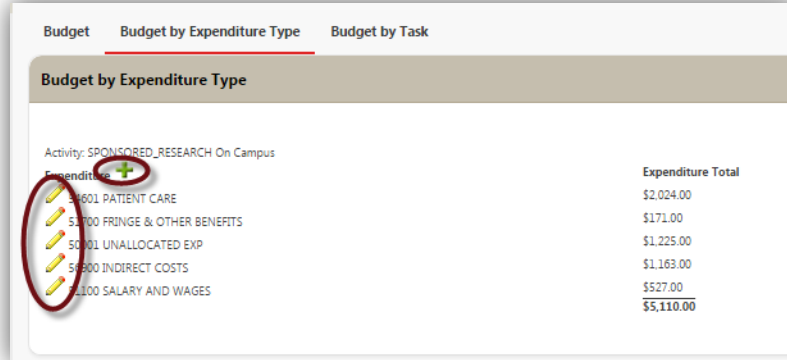 Budget Budget by Expenditure Type Budget by Task
Budget by Expenditure Type
Activity: SPONSORED_RESEARCH On Campus
Expenditure Expenditure Total
PATIENT CARE $2,024.00
FRINGE & OTHER BENEFITS $171.00
UNALLOCATED EXP $1,225.00
INDIRECT COSTS $1,163.00
SALARY AND WAGES $527.00
$5,110.00